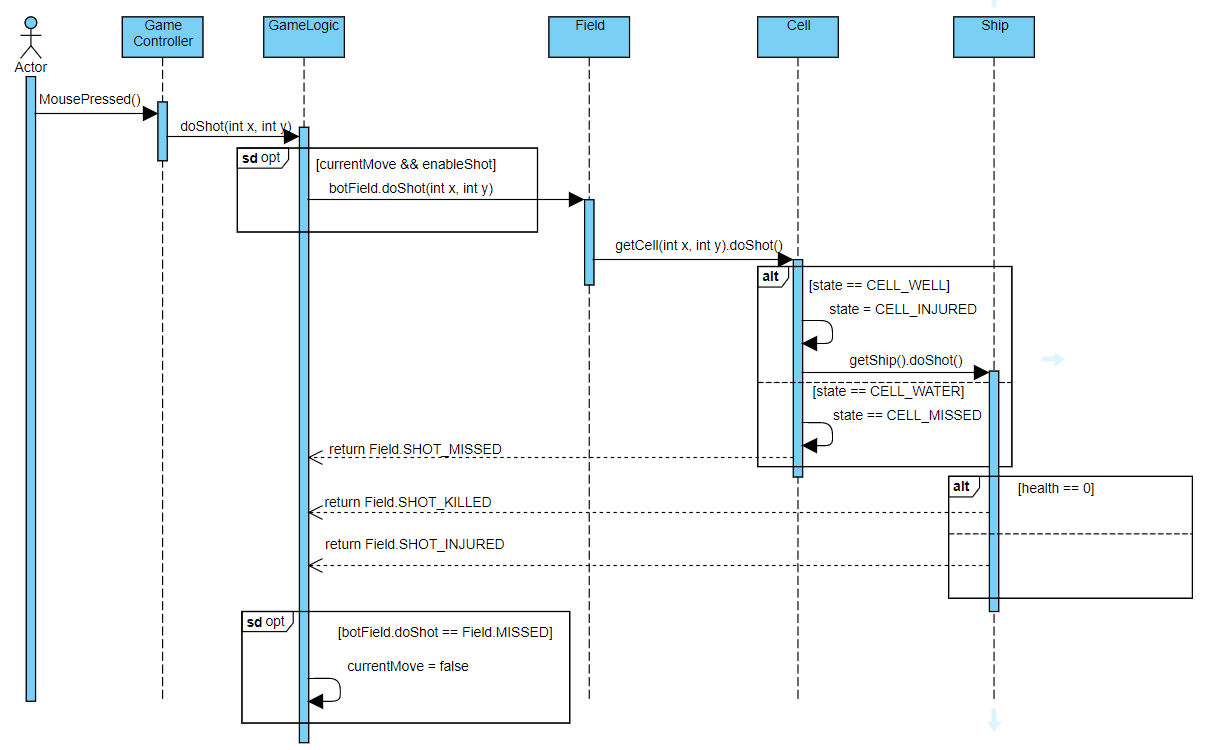 Game
Controller
GameLogic
Field
Cell
Ship
Actor
MousePressed()
doShot(int x, int y)
sd opt
[currentMove && enableShot]
botField.doShot(int x, int y)
getCell(int x, int y).doShot()
alt
[state == CELL_WELL]
state = CELL_INJURED
getShip().doShot()
[state == CELL_WATER]
state == CELL_MISSED
return Field.SHOT_MISSED
alt
[health == 0]
return Field.SHOT_KILLED
return Field.SHOT_INJURED
sd opt
[botField.doShot == Field.MISSED]
currentMove = false